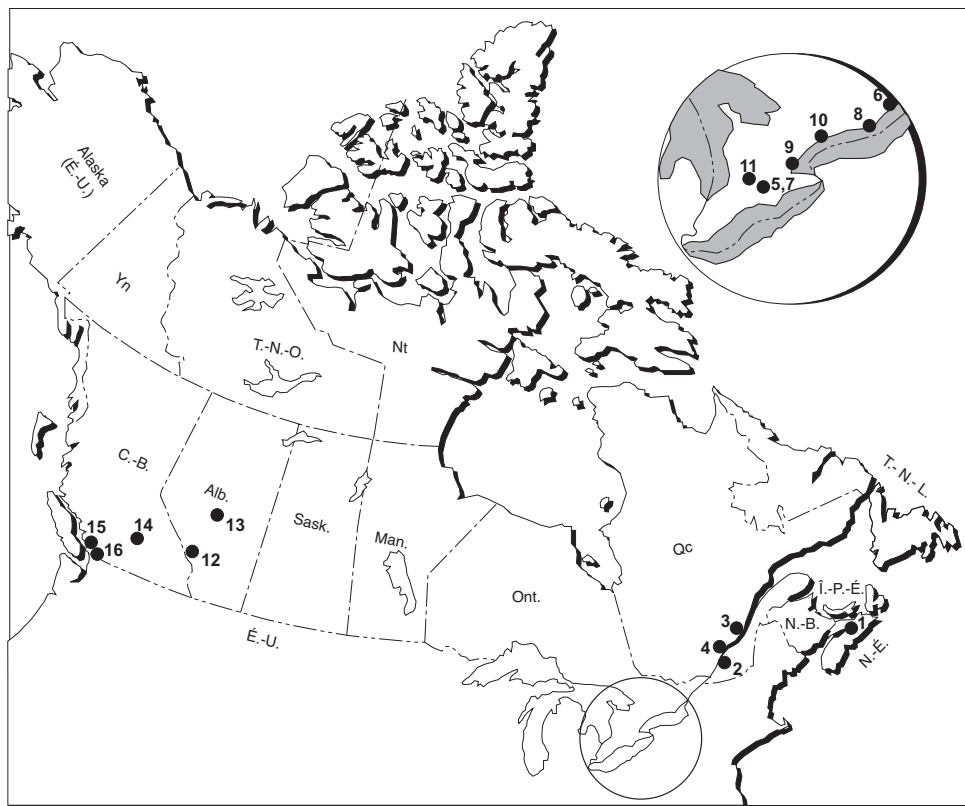 Alaska
(É.-U.)
Yn
T.-N.-O.
Nt
C.-B.
Alb.
Sask.
Man.
Ont.
Qc
T.-N.-L.
Î.-P.-É.
N.-B.
N.-É.
É.-U.
6
8
10
9
11
5,7
15
16
14
13
12
3
4
2
1